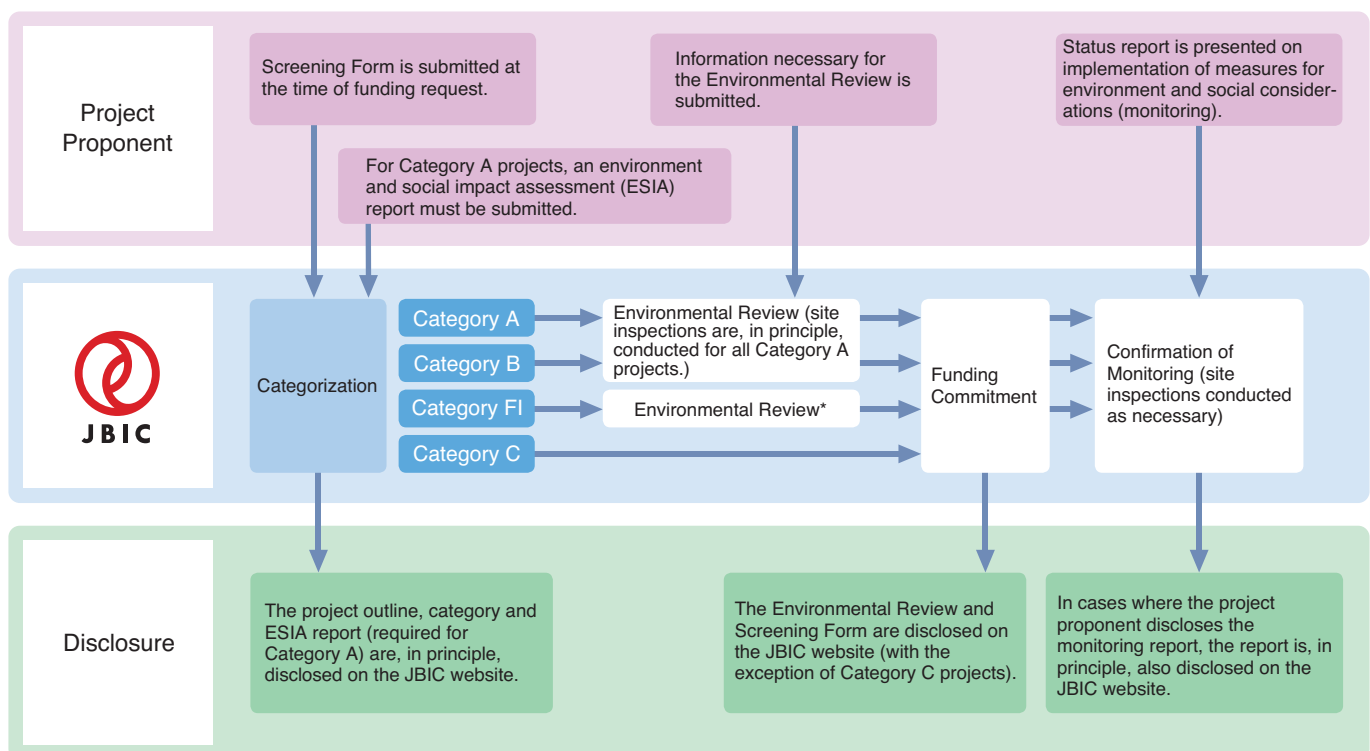 Project
Proponent
Screening Form is submitted at
the time of funding request.
For Category A projects, an environment
and social impact assessment (ESIA)
report must be submitted.
Information necessary for
the Environmental Review is
submitted.
Status report is presented on
implementation of measures for
environment and social consider-
ations (monitoring).
JBIC
Categorization
Category A
Category B
Category FI
Category C
Environmental Review (site
inspections are, in principle,
conducted for all Category A
projects.)
Environmental Review*
Funding
Commitment
Confirmation of
Monitoring (site
inspections conducted
as necessary)
Disclosure
The project outline, category and
ESIA report (required for
Category A) are, in principle,
disclosed on the JBIC website.
The Environmental Review and
Screening Form are disclosed on
the JBIC website (with the
exception of Category C projects).
In cases where the project
proponent discloses the
monitoring report, the report is, in
principle, also disclosed on the
JBIC website.